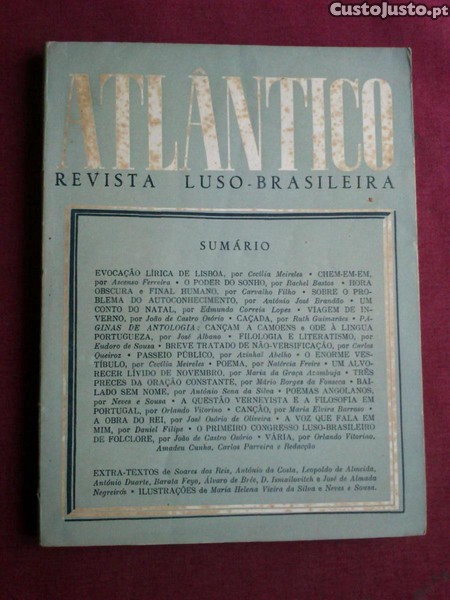 CustoJusto.pt
ATLÂNTICO
REVISTA LUSO-BRASILEIRA
SUMÁRIO
EVOCAÇÃO LÍRICA DE LISBOA, por Cecília Meireles • CHEM-EM-EM,
por Ascenso Ferreira • O PODER DO SONHO, por Rachel Bastos • HORA
OBSCURA e FINAL HUMANO, por Carvalho Filho • SOBRE O PRO-
BLEMA DO AUTOCONHECIMENTO, por António José Brandão • UM
CONTO DO NATAL, por Edmundo Correia Lopes • VIAGEM DE IN-
VERNO, por João de Castro Osório • CAÇADA, por Ruth Guimarães • PÁ-
GINAS DE ANTOLOGIA: CANÇAM A CAMOENS e ODE À LINGUA
PORTUGUEZA, por José Albano • FILOLOGIA E LITERATISMO, por
Eudoro de Sousa • BREVE TRATADO DE NÃO-VERSIFICAÇÃO, por Carlos
Queiroz • PASSEIO PÚBLICO, por Azinhal Abelho • O ENORME VES-
TÍBULO, por Cecília Meireles • POEMA, por Natércia Freire • UM ALVO-
RECER LÍVIDO DE NOVEMBRO, por Maria da Graça Azambuja • TRÊS
PRECES DA ORAÇÃO CONSTANTE, por Mário Borges da Fonseca • BAI-
LADO SEM NOME, por António Sena da Silva • POEMAS ANGOLANOS,
por Neves e Sousa • A QUESTÃO VERNEVISTA E A FILOSOFIA EM
PORTUGAL, por Orlando Vitorino • CANÇÃO, por Maria Elvira Barroso •
A OBRA DO REI, por José Osório de Oliveira • A VOZ QUE FALA EM
MIM, por Daniel Filipe • O PRIMEIRO CONGRESSO LUSO-BRASILEIRO
DE FOLCLORE, por João de Castro Osório • VÁRIA, por Orlando Vitorino,
Amadeu Cunha, Carlos Parreira e Redacção
EXTRA-TEXTOS de Soares dos Reis, António da Costa, Leopoldo de Almeida,
António Duarte, Barata Feyo, Álvaro de Brée, D. Ismailovitch e José de Almada
Negreiros • ILUSTRAÇÕES de Maria Helena Vieira da Silva e Neves e Sousa.